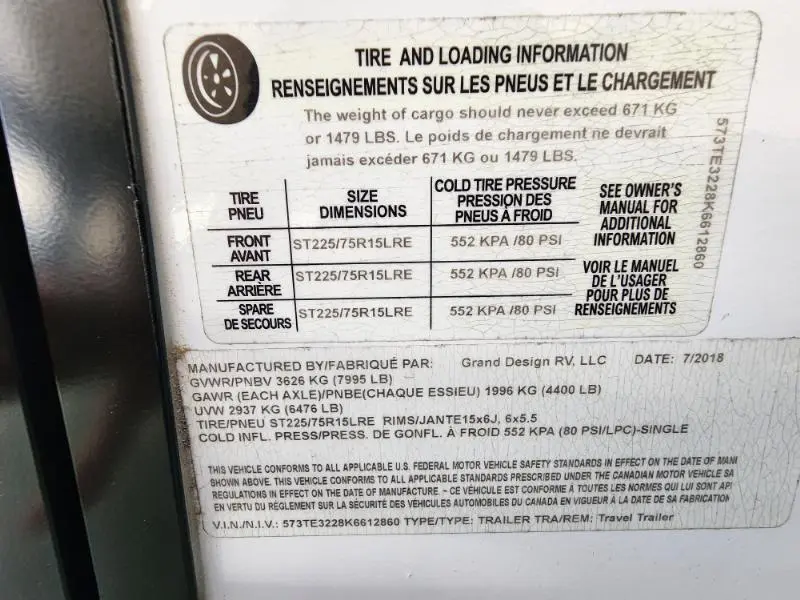 TIRE AND LOADING INFORMATION
RENSEIGNEMENTS SUR LES PNEUS ET LE CHARGEMENT
The weight of cargo should never exceed 671 KG
or 1479 LBS. Le poids de chargement ne devrait
jamais excéder 671 KG ou 1479 LBS.
TIRE
PNEU
SIZE
DIMENSIONS
COLD TIRE PRESSURE
PRESSION DES
PNEUS À FROID
FRONT
AVANT
ST225/75R15LRE
552 KPA /80 PSI
REAR
ARRIÈRE
ST225/75R15LRE
552 KPA /80 PSI
SPARE
DE SECOURS
ST225/75R15LRE
552 KPA /80 PSI
SEE OWNER'S
MANUAL FOR
ADDITIONAL
INFORMATION
VOIR LE MANUEL
DE L'USAGER
POUR PLUS DE
RENSEIGNEMENTS
573TE3228K6612860
MANUFACTURED BY/FABRIQUÉ PAR: Grand Design RV, LLC DATE: 7/2018
GVWR/PNBV 3626 KG (7995 LB)
GAWR (EACH AXLE)/PNBE(CHAQUE ESSIEU) 1996 KG (4400 LB)
UVW 2937 KG (6476 LB)
TIRE/PNEU ST225/75R15LRE RIMS/JANTE15x6J, 6x5.5
COLD INFL. PRESS/PRESS. DE GONFL. À FROID 552 KPA (80 PSI/LPC)-SINGLE
THIS VEHICLE CONFORMS TO ALL APPLICABLE U.S. FEDERAL MOTOR VEHICLE SAFETY STANDARDS IN EFFECT ON THE DATE OF MANI
SHOWN ABOVE. THIS VEHICLE CONFORMS TO ALL APPLICABLE STANDARDS PRESCRIBED UNDER THE CANADIAN MOTOR VEHICLE SA
REGULATIONS IN EFFECT ON THE DATE OF MANUFACTURE. - CE VÉHICULE EST CONFORME À TOUTES LES NORMES QUI LUI SONT API
EN VERTU DU RÈGLEMENT SUR LA SÉCURITÉ DES VÉHICULES AUTOMOBILES DU CANADA EN VIGUEUR À LA DATE DE SA FABRICATION
V.I.N./N.I.V.: 573TE3228K6612860 TYPE/TYPE: TRAILER TRA/REM: Travel Trailer